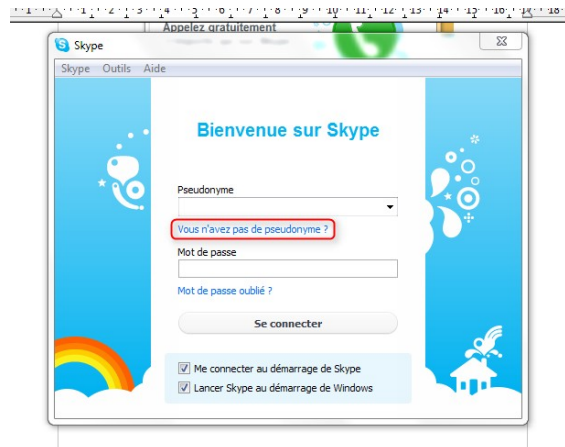 Appelez gratuitement
Skype
Skype Outils Aide
Bienvenue sur Skype
Pseudonyme
Vous n'avez pas de pseudonyme ?
Mot de passe
Mot de passe oublié ?
Se connecter
Me connecter au démarrage de Skype
Lancer Skype au démarrage de Windows